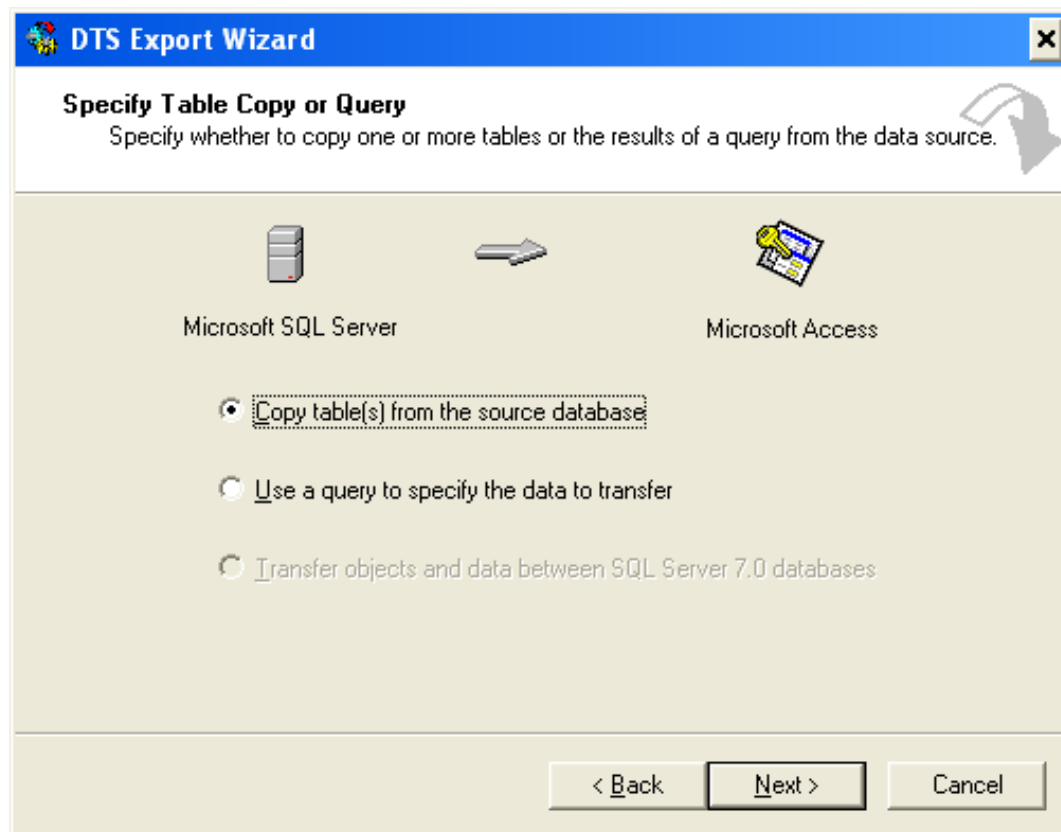 DTS Export Wizard
Specify Table Copy or Query
Specify whether to copy one or more tables or the results of a query from the data source.
Microsoft SQL Server
Microsoft Access
Copy table(s) from the source database
Use a query to specify the data to transfer
Transfer objects and data between SQL Server 7.0 databases
< Back
Next >
Cancel